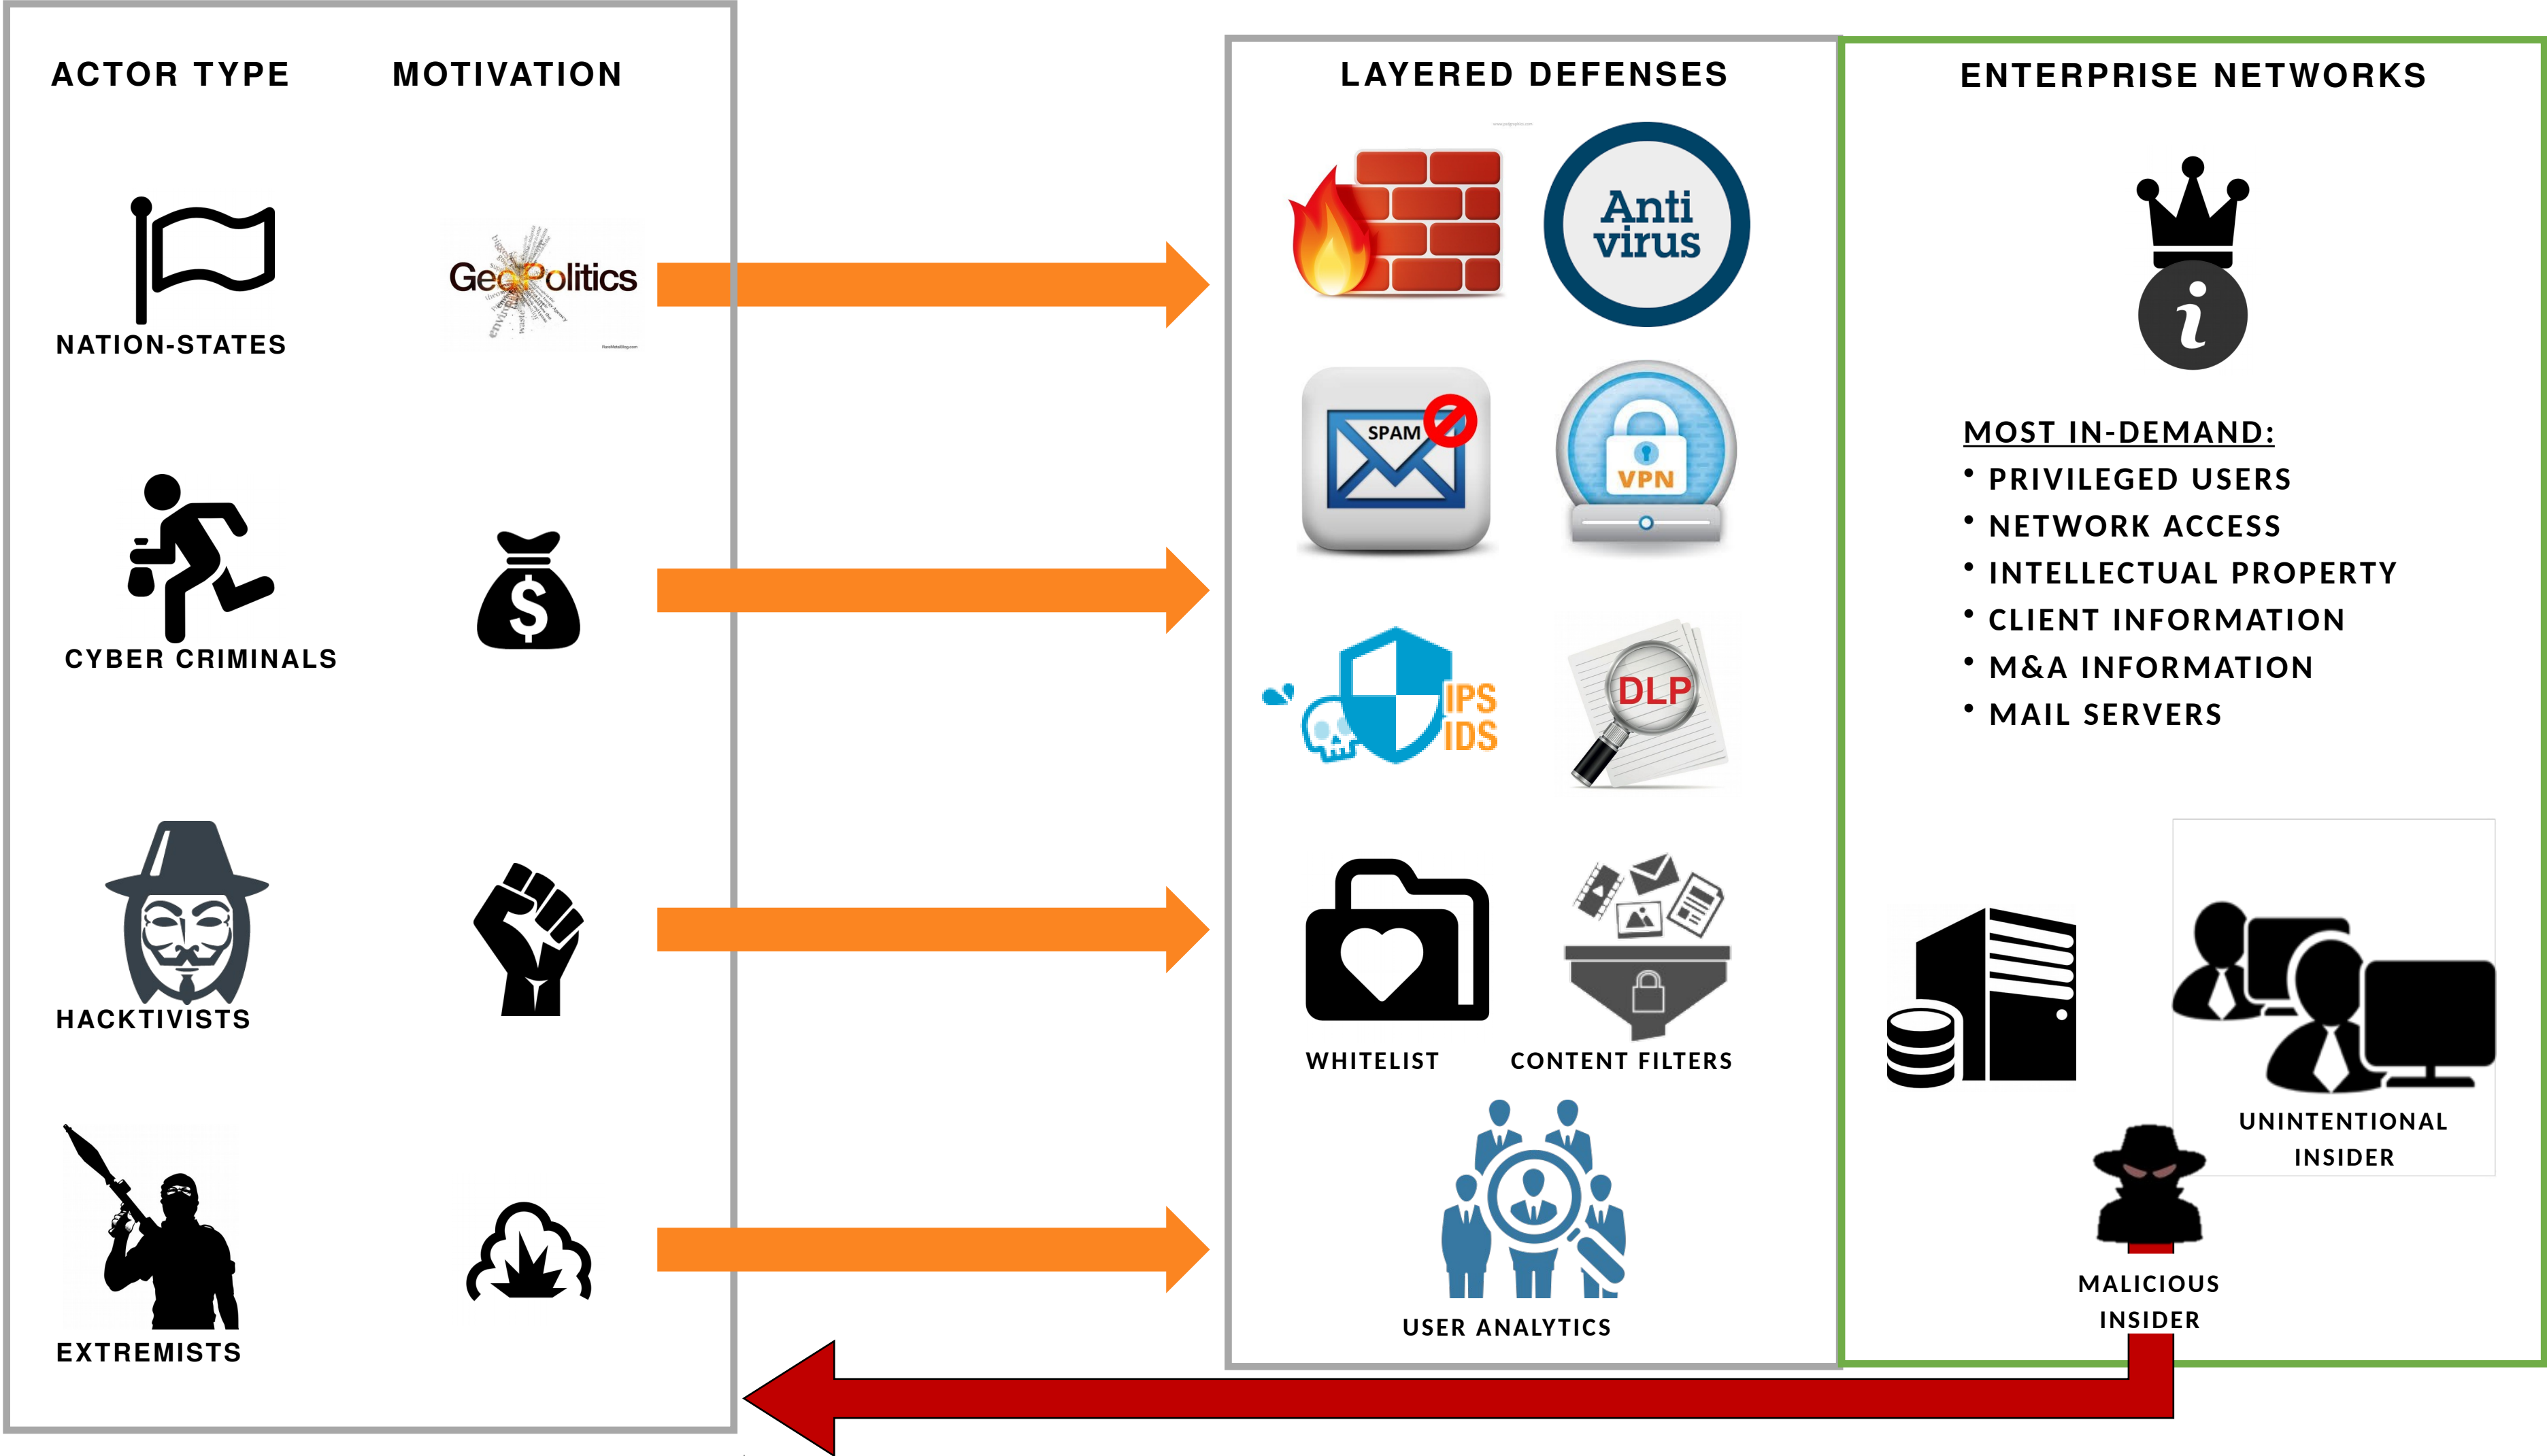 ACTOR TYPE
MOTIVATION
NATION-STATES
GeoPolitics
CYBER CRIMINALS
$
HACKTIVISTS
EXTREMISTS
LAYERED DEFENSES
Anti
virus
SPAM
VPN
IPS
IDS
DLP
WHITELIST
CONTENT FILTERS
USER ANALYTICS
ENTERPRISE NETWORKS
i
MOST IN-DEMAND:
• PRIVILEGED USERS
• NETWORK ACCESS
• INTELLECTUAL PROPERTY
• CLIENT INFORMATION
• M&A INFORMATION
• MAIL SERVERS
UNINTENTIONAL
INSIDER
MALICIOUS
INSIDER